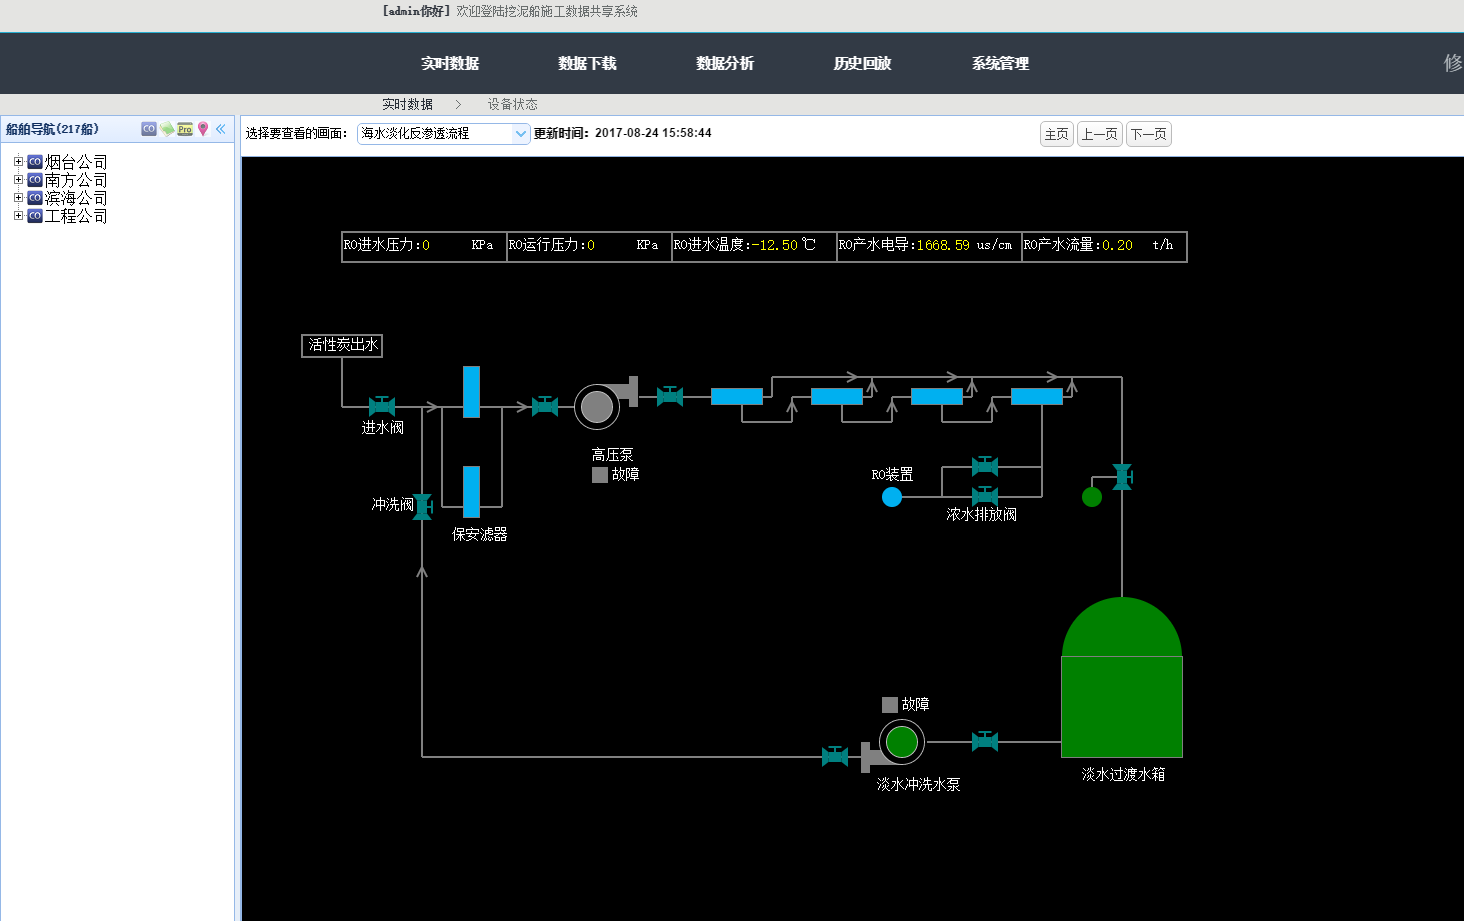 [admin你好] 欢迎登陆挖泥船施工数据共享系统
实时数据 数据下载 数据分析 历史回放 系统管理 修
实时数据 > 设备状态
船舶导航(217船) CO Pro «
选择要查看的画面： 海水淡化反渗透流程 更新时间：2017-08-24 15:58:44 主页 上一页 下一页
CO 烟台公司
CO 南方公司
CO 滨海公司
CO 工程公司
RO进水压力:0 KPa RO运行压力:0 KPa RO进水温度:-12.50 ℃ RO产水电导:1668.59 us/cm RO产水流量:0.20 t/h
活性炭出水
进水阀
高压泵
故障
RO装置
冲洗阀
浓水排放阀
保安滤器
故障
淡水过渡水箱
淡水冲洗水泵